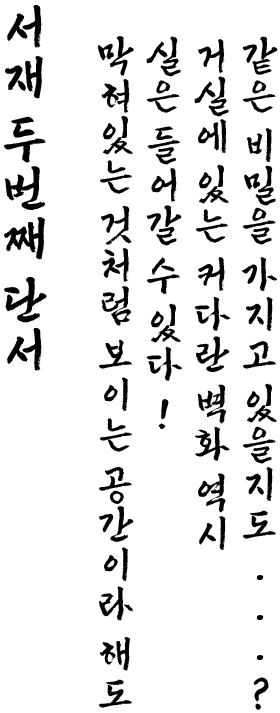 서재 두번째 단서
막혀있는 것처럼 보이는 공간이라 해도
실은 들어갈 수 있다!
거실에 있는 커다란 벽화 역시
같은 비밀을 가지고 있을지도...?